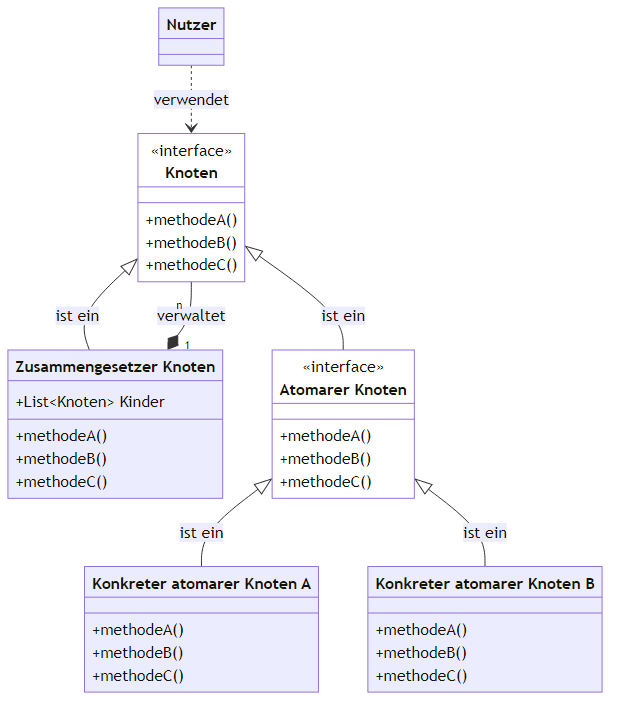 Nutzer
verwendet
«interface»
Knoten
+methodeA()
+methodeB()
+methodeC()
ist ein
n
verwaltet
1
ist ein
Zusammengesetzer Knoten
+List<Knoten> Kinder
+methodeA()
+methodeB()
+methodeC()
«interface»
Atomarer Knoten
+methodeA()
+methodeB()
+methodeC()
ist ein
ist ein
Konkreter atomarer Knoten A
+methodeA()
+methodeB()
+methodeC()
Konkreter atomarer Knoten B
+methodeA()
+methodeB()
+methodeC()